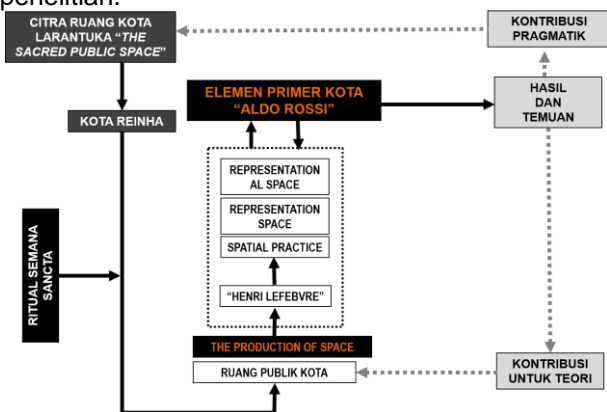 penelitian.
CITRA RUANG KOTA
LARANTUKA “THE
SACRED PUBLIC SPACE”
KONTRIBUSI
PRAGMATIK
ELEMEN PRIMER KOTA
“ALDO ROSSI”
HASIL
DAN
TEMUAN
KOTA REINHA
REPRESENTATION
AL SPACE
REPRESENTATION
SPACE
SPATIAL PRACTICE
RITUAL SEMANA
SANCTA
“HENRI LEFEBVRE”
THE PRODUCTION OF SPACE
RUANG PUBLIK KOTA
KONTRIBUSI
UNTUK TEORI